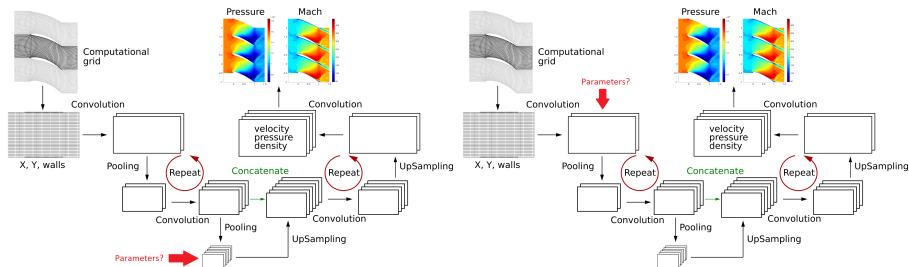 Pressure
Mach
Computational
grid
Convolution
Convolution
X, Y, walls
velocity
pressure
density
Pooling
Repeat
Concatenate
Repeat
UpSampling
Convolution
Convolution
Pooling
UpSampling
Parameters?
Pressure
Mach
Computational
grid
Parameters?
Convolution
Convolution
X, Y, walls
velocity
pressure
density
Pooling
Repeat
Concatenate
Repeat
UpSampling
Convolution
Convolution
Pooling
UpSampling